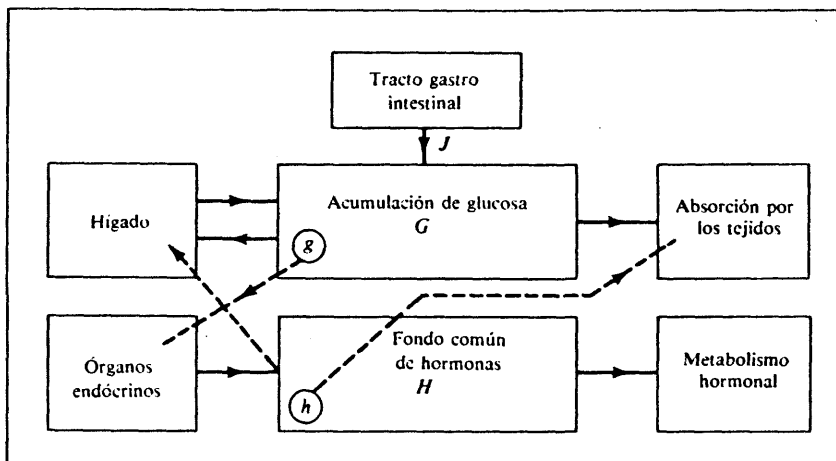 Tracto gastro
intestinal
J
Hígado
Acumulación de glucosa
G
g
Absorción por
los tejidos
Órganos
endócrinos
Fondo común
de hormonas
H
h
Metabolismo
hormonal